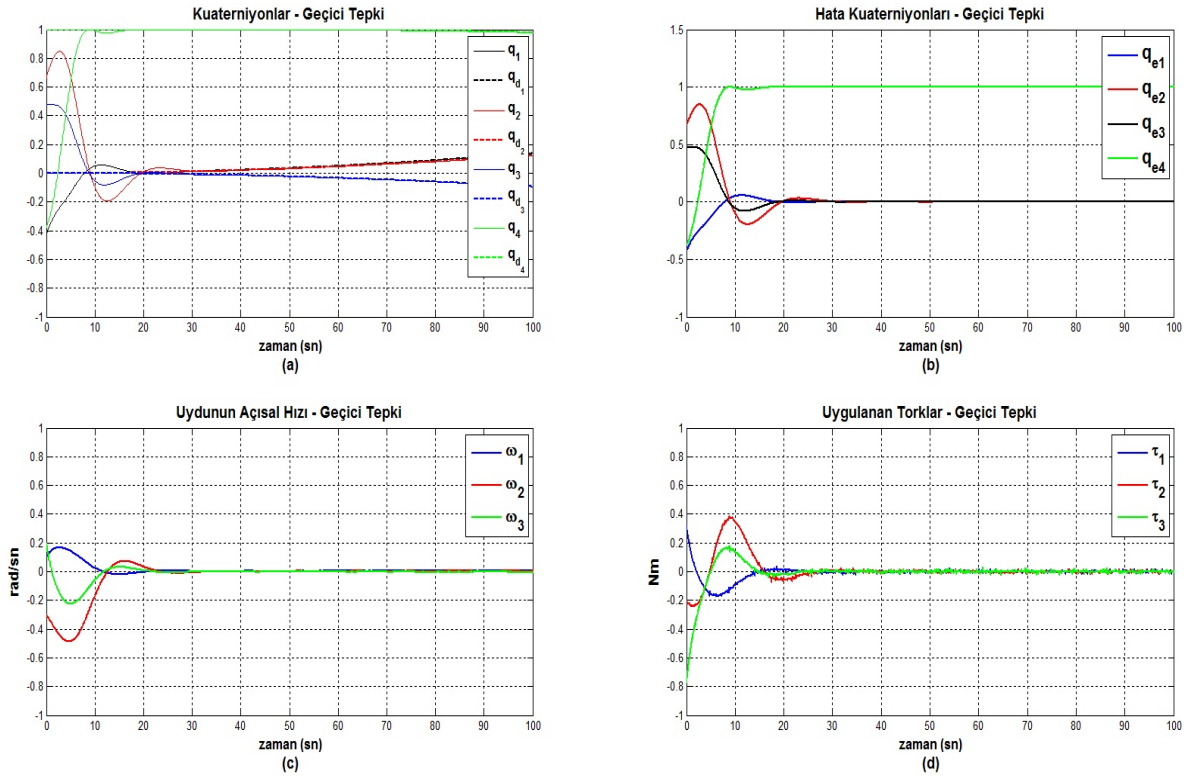 Kuaterniyonlar - Geçici Tepki
1
0.8
0.6
0.4
0.2
0
-0.2
-0.4
-0.6
-0.8
-1
0 10 20 30 40 50 60 70 80 90 100
zaman (sn)
(a)
q1
qd1
q2
qd2
q3
qd3
q4
qd4
Hata Kuaterniyonları - Geçici Tepki
1.5
1
0.5
0
-0.5
-1
0 10 20 30 40 50 60 70 80 90 100
zaman (sn)
(b)
qe1
qe2
qe3
qe4
Uydunun Açısal Hızı - Geçici Tepki
rad/sn
1
0.8
0.6
0.4
0.2
0
-0.2
-0.4
-0.6
-0.8
-1
0 10 20 30 40 50 60 70 80 90 100
zaman (sn)
(c)
ω1
ω2
ω3
Uygulanan Torklar - Geçici Tepki
Nm
1
0.8
0.6
0.4
0.2
0
-0.2
-0.4
-0.6
-0.8
-1
0 10 20 30 40 50 60 70 80 90 100
zaman (sn)
(d)
τ1
τ2
τ3